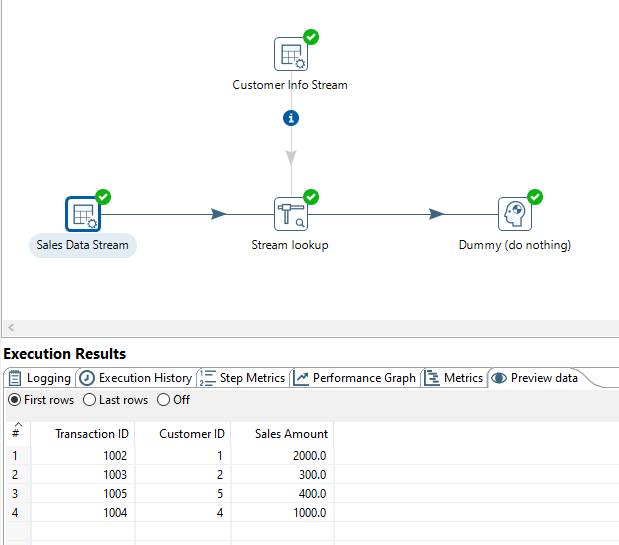 Customer Info Stream
i
Sales Data Stream
Stream lookup
Dummy (do nothing)
<
Execution Results
Logging Execution History Step Metrics Performance Graph Metrics Preview data
First rows Last rows Off
# Transaction ID Customer ID Sales Amount
1 1002 1 2000.0
2 1003 2 300.0
3 1005 5 400.0
4 1004 4 1000.0